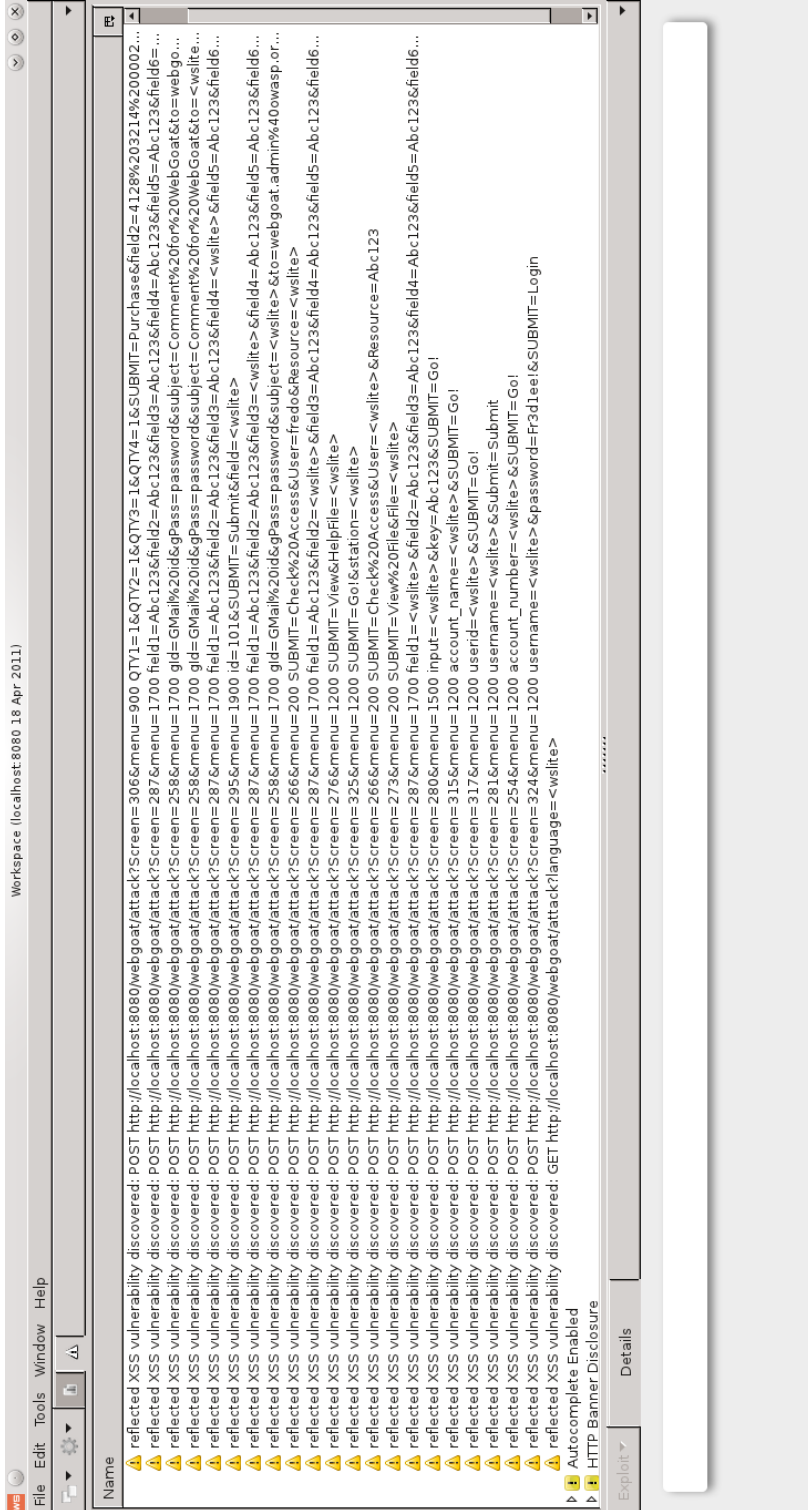 ws
Workspace (localhost:8080 18 Apr 2011)
File Edit Tools Window Help
Name
reflected XSS vulnerability discovered: POST http://localhost:8080/webgoat/attack?Screen=306&menu=900 QTY1=1&QTY2=1&QTY3=1&QTY4=1&SUBMIT=Purchase&field2=4128%203214%200002...
reflected XSS vulnerability discovered: POST http://localhost:8080/webgoat/attack?Screen=287&menu=1700 field1=Abc123&field2=Abc123&field3=Abc123&field4=Abc123&field5=Abc123&field6=...
reflected XSS vulnerability discovered: POST http://localhost:8080/webgoat/attack?Screen=258&menu=1700 gId=GMail%20id&gPass=password&subject=Comment%20for%20WebGoat&to=webgo...
reflected XSS vulnerability discovered: POST http://localhost:8080/webgoat/attack?Screen=258&menu=1700 gId=GMail%20id&gPass=password&subject=Comment%20for%20WebGoat&to=<wslite...
reflected XSS vulnerability discovered: POST http://localhost:8080/webgoat/attack?Screen=287&menu=1700 field1=Abc123&field2=Abc123&field3=Abc123&field4=<wslite>&field5=Abc123&field6...
reflected XSS vulnerability discovered: POST http://localhost:8080/webgoat/attack?Screen=295&menu=1900 id=101&SUBMIT=Submit&field=<wslite>
reflected XSS vulnerability discovered: POST http://localhost:8080/webgoat/attack?Screen=287&menu=1700 field1=Abc123&field2=Abc123&field3=<wslite>&field4=Abc123&field5=Abc123&field6...
reflected XSS vulnerability discovered: POST http://localhost:8080/webgoat/attack?Screen=258&menu=1700 gId=GMail%20id&gPass=password&subject=<wslite>&to=webgoat.admin%40owasp.or...
reflected XSS vulnerability discovered: POST http://localhost:8080/webgoat/attack?Screen=266&menu=200 SUBMIT=Check%20Access&User=fredo&Resource=<wslite>
reflected XSS vulnerability discovered: POST http://localhost:8080/webgoat/attack?Screen=287&menu=1700 field1=Abc123&field2=<wslite>&field3=Abc123&field4=Abc123&field5=Abc123&field6...
reflected XSS vulnerability discovered: POST http://localhost:8080/webgoat/attack?Screen=276&menu=1200 SUBMIT=View&HelpFile=<wslite>
reflected XSS vulnerability discovered: POST http://localhost:8080/webgoat/attack?Screen=325&menu=1200 SUBMIT=Go!&station=<wslite>
reflected XSS vulnerability discovered: POST http://localhost:8080/webgoat/attack?Screen=266&menu=200 SUBMIT=Check%20Access&User=<wslite>&Resource=Abc123
reflected XSS vulnerability discovered: POST http://localhost:8080/webgoat/attack?Screen=273&menu=200 SUBMIT=View%20File&File=<wslite>
reflected XSS vulnerability discovered: POST http://localhost:8080/webgoat/attack?Screen=287&menu=1700 field1=<wslite>&field2=Abc123&field3=Abc123&field4=Abc123&field5=Abc123&field6...
reflected XSS vulnerability discovered: POST http://localhost:8080/webgoat/attack?Screen=280&menu=1500 input=<wslite>&key=Abc123&SUBMIT=Go!
reflected XSS vulnerability discovered: POST http://localhost:8080/webgoat/attack?Screen=315&menu=1200 account_name=<wslite>&SUBMIT=Go!
reflected XSS vulnerability discovered: POST http://localhost:8080/webgoat/attack?Screen=317&menu=1200 userid=<wslite>&SUBMIT=Go!
reflected XSS vulnerability discovered: POST http://localhost:8080/webgoat/attack?Screen=281&menu=1200 username=<wslite>&Submit=Submit
reflected XSS vulnerability discovered: POST http://localhost:8080/webgoat/attack?Screen=254&menu=1200 account_number=<wslite>&SUBMIT=Go!
reflected XSS vulnerability discovered: POST http://localhost:8080/webgoat/attack?Screen=324&menu=1200 username=<wslite>&password=Fr3d1ee!&SUBMIT=Login
reflected XSS vulnerability discovered: GET http://localhost:8080/webgoat/attack?language=<wslite>
Autocomplete Enabled
HTTP Banner Disclosure
Exploit Details